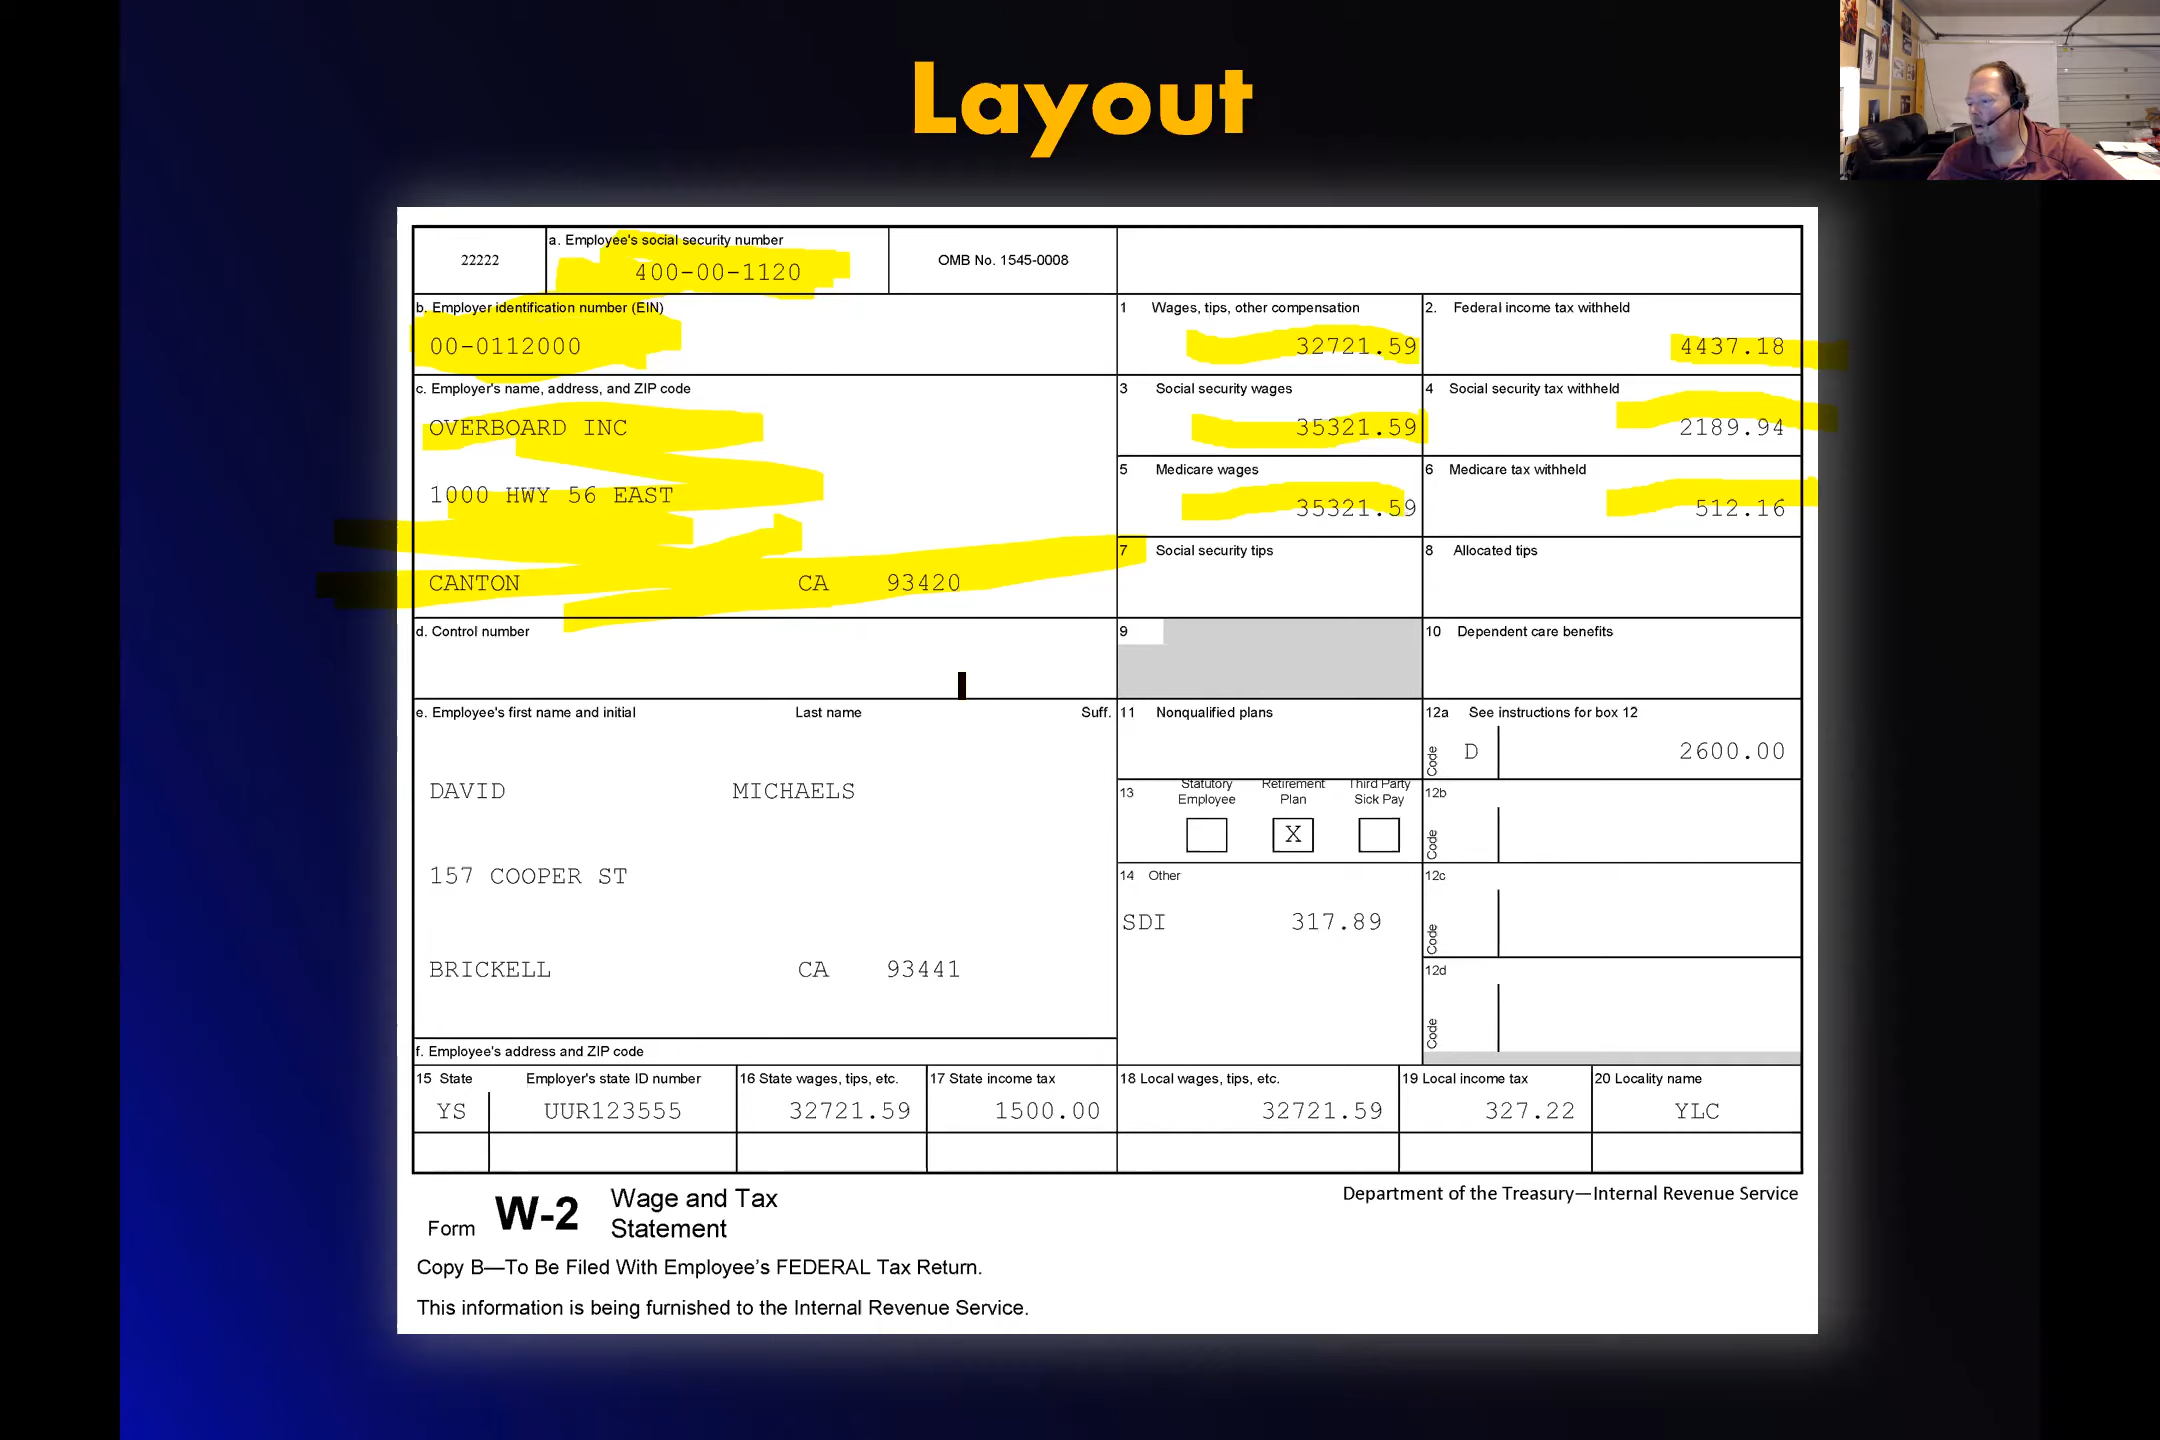 Layout
22222
a. Employee's social security number
400-00-1120
OMB No. 1545-0008
b. Employer identification number (EIN)
00-0112000
1 Wages, tips, other compensation
32721.59
2. Federal income tax withheld
4437.18
c. Employer's name, address, and ZIP code
OVERBOARD INC
1000 HWY 56 EAST
CANTON CA 93420
3 Social security wages
35321.59
4 Social security tax withheld
2189.94
5 Medicare wages
35321.59
6 Medicare tax withheld
512.16
7 Social security tips
8 Allocated tips
d. Control number
9
10 Dependent care benefits
e. Employee's first name and initial Last name Suff.
DAVID MICHAELS
157 COOPER ST
BRICKELL CA 93441
f. Employee's address and ZIP code
11 Nonqualified plans
12a See instructions for box 12
Code D 2600.00
13 Statutory Employee Retirement Plan Third Party Sick Pay
X
12b
Code
14 Other
SDI 317.89
12c
Code
12d
Code
15 State Employer's state ID number
YS UUR123555
16 State wages, tips, etc.
32721.59
17 State income tax
1500.00
18 Local wages, tips, etc.
32721.59
19 Local income tax
327.22
20 Locality name
YLC
Form W-2 Wage and Tax
Statement
Department of the Treasury—Internal Revenue Service
Copy B—To Be Filed With Employee's FEDERAL Tax Return.
This information is being furnished to the Internal Revenue Service.